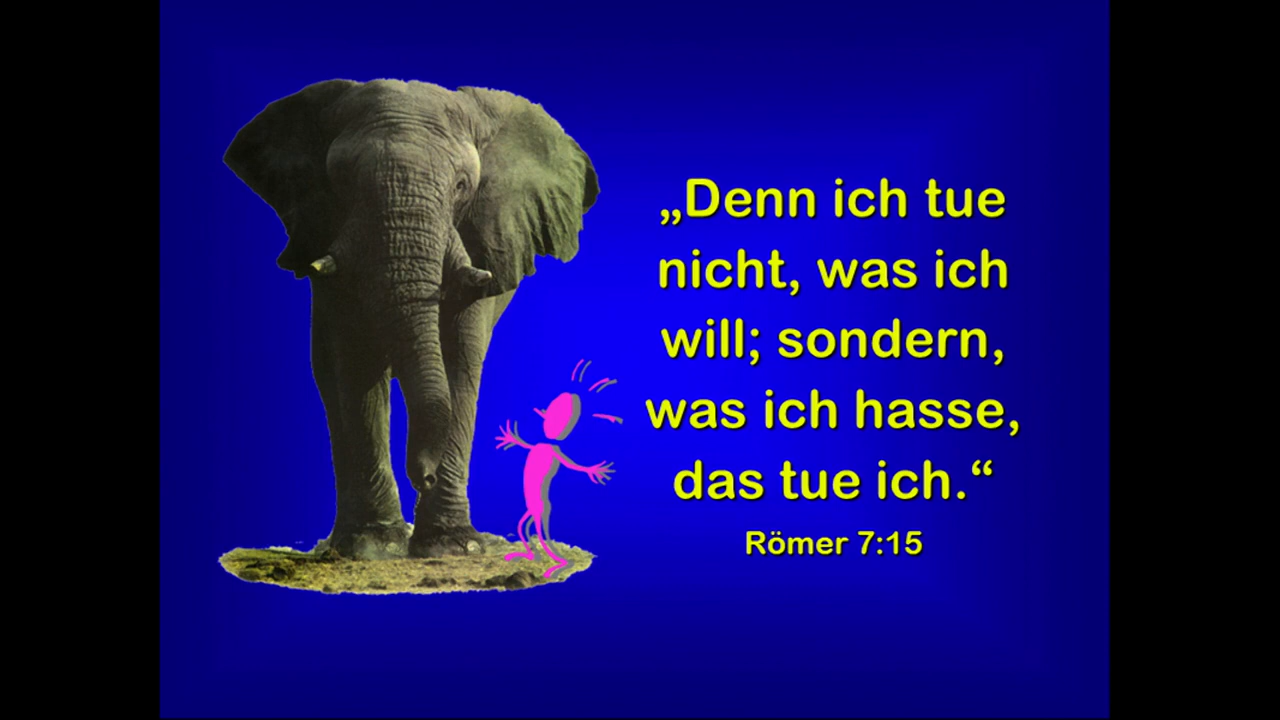 „Denn ich tue
nicht, was ich
will; sondern,
was ich hasse,
das tue ich.“
Römer 7:15